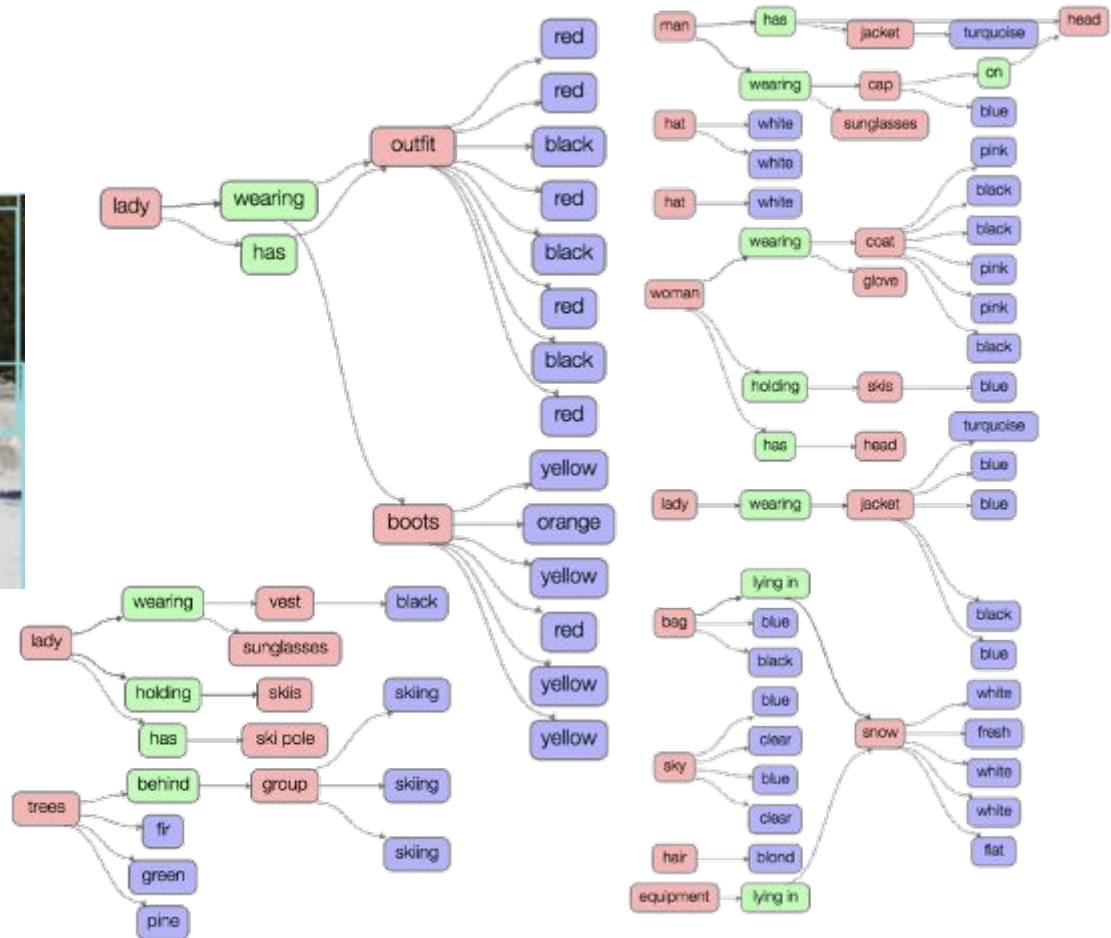 red
red
outfit
black
lady
wearing
red
has
black
red
black
red
yellow
boots
orange
yellow
red
yellow
yellow
lady
wearing
vest
black
sunglasses
holding
skiis
has
ski pole
trees
behind
group
skiing
skiing
skiing
fir
green
pine
man
has
jacket
turquoise
head
wearing
cap
on
blue
sunglasses
hat
white
white
hat
white
woman
wearing
coat
pink
black
black
pink
pink
black
glove
holding
skis
blue
has
head
lady
wearing
jacket
turquoise
blue
blue
black
blue
bag
lying in
blue
black
snow
white
fresh
white
white
flat
sky
blue
clear
blue
clear
hair
blond
equipment
lying in